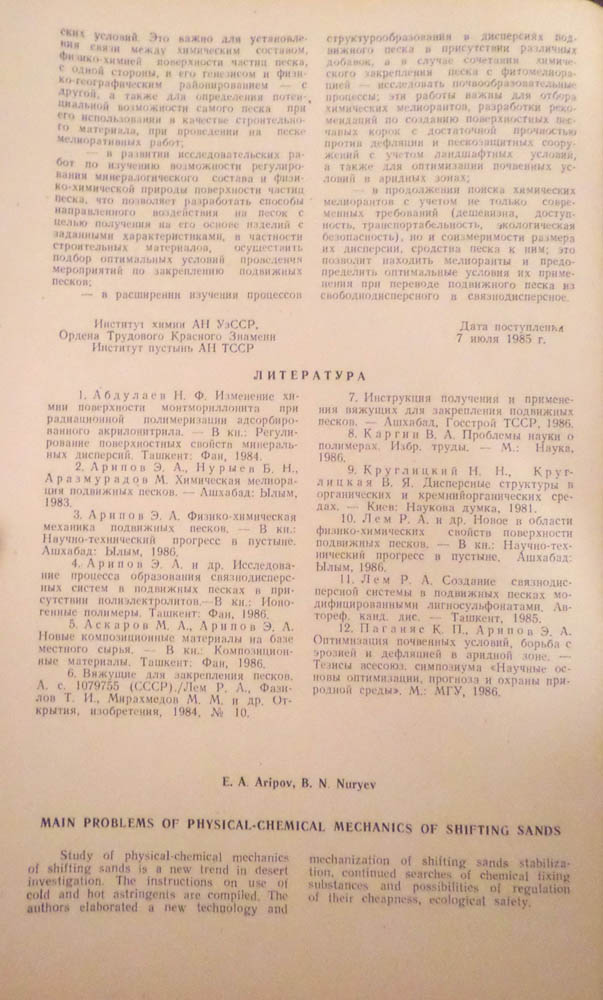 ских условий. Это важно для установле-
ния связи между химическим составом,
физико-химией поверхности частиц песка,
с одной стороны, и его генезисом и физи-
ко-географическим районированием — с
другой, а также для определения потен-
циальной возможности самого песка при
его использовании в качестве строительно-
го материала, при проведении на песке
мелиоративных работ;
— в развитии исследовательских ра-
бот по изучению возможности регулиро-
вания минералогического состава и физи-
ко-химической природы поверхности частиц
песка, что позволяет разработать способы
направленного воздействия на песок с
целью получения на его основе изделий с
заданными характеристиками, в частности
строительных материалов, осуществить
подбор оптимальных условий проведения
мероприятий по закреплению подвижных
песков;
— в расширении изучения процессов
структурообразования в дисперсиях под-
вижного песка в присутствии различных
добавок, а в случае сочетания химиче-
ского закрепления песка с фитомелиора-
цией — исследовать почвообразовательные
процессы; эти работы важны для отбора
химических мелиорантов, разработки реко-
мендаций по созданию поверхностных пес-
чаных корок с достаточной прочностью
против дефляции и пескозащитных соору-
жений с учетом ландшафтных условий,
а также для оптимизации почвенных ус-
ловий в аридных зонах;
— в продолжении поиска химических
мелиорантов с учетом не только совре-
менных требований (дешевизна, доступ-
ность, транспортабельность, экологическая
безопасность), но и соизмеримости размера
их дисперсии, сродства песка к ним; это
позволит находить мелиоранты и предо-
пределить оптимальные условия их приме-
нения при переводе подвижного песка из
свободнодисперсного в связнодисперсное.
Институт химии АН УзССР,
Ордена Трудового Красного Знамени
Институт пустынь АН ТССР
Дата поступления
7 июля 1985 г.
ЛИТЕРАТУРА
1. Абдулаев Н. Ф. Изменение хи-
мии поверхности монтмориллонита при
радиационной полимеризации адсорбиро-
ванного акрилонитрила. — В кн.: Регули-
рование поверхностных свойств минераль-
ных дисперсий. Ташкент: Фан, 1984.
2. Арипов Э. А., Нурыев Б. Н.,
Аразмурадов М. Химическая мелиора-
ция подвижных песков. — Ашхабад: Ылым,
1983.
3. Арипов Э. А. Физико-химическая
механика подвижных песков. — В кн.:
Научно-технический прогресс в пустыне.
Ашхабад: Ылым, 1986.
4. Арипов Э. А. и др. Исследова-
ние процесса образования связнодисперс-
ных систем в подвижных песках в при-
сутствии полиэлектролитов.—В кн.: Ионо-
генные полимеры. Ташкент: Фан, 1986.
5. Аскаров М. А., Арипов Э. А.
Новые композиционные материалы на базе
местного сырья. — В кн.: Композицион-
ные материалы. Ташкент: Фан, 1986.
6. Вяжущие для закрепления песков.
А. с. 1079755 (СССР)./Лем Р. А., Фази-
лов Т. И., Мирахмедов М. М. и др. От-
крытия, изобретения, 1984, № 10.
7. Инструкция получения и примене-
ния вяжущих для закрепления подвижных
песков. — Ашхабад, Госстрой ТССР, 1986.
8. Каргин В. А. Проблемы науки о
полимерах. Избр. труды. — М.: Наука,
1986.
9. Круглицкий Н. Н., Круг-
лицкая В. Я. Дисперсные структуры в
органических и кремнийорганических сре-
дах. — Киев: Наукова думка, 1981.
10. Лем Р. А. и др. Новое в области
физико-химических свойств поверхности
подвижных песков. — В кн.: Научно-тех-
нический прогресс в пустыне. Ашхабад:
Ылым, 1986.
11. Лем Р. А. Создание связнодис-
персной системы в подвижных песках мо-
дифицированными лигносульфонатами. Ав-
тореф. канд. дис. — Ташкент, 1985.
12. Паганяс К. П., Арипов Э. А.
Оптимизация почвенных условий, борьба с
эрозией и дефляцией в аридной зоне. —
Тезисы всесоюз. симпозиума «Научные ос-
новы оптимизации, прогноза и охраны при-
родной среды». М.: МГУ, 1986.
E. A. Aripov, B. N. Nuryev
MAIN PROBLEMS OF PHYSICAL-CHEMICAL MECHANICS OF SHIFTING SANDS
Study of physical-chemical mechanics
of shifting sands is a new trend in desert
investigation. The instructions on use of
cold and hot astringents are compiled. The
authors elaborated a new technology and
mechanization of shifting sands stabiliza-
tion, continued searches of chemical fixing
substances and possibilities of regulation
of their cheapness, ecological safety.